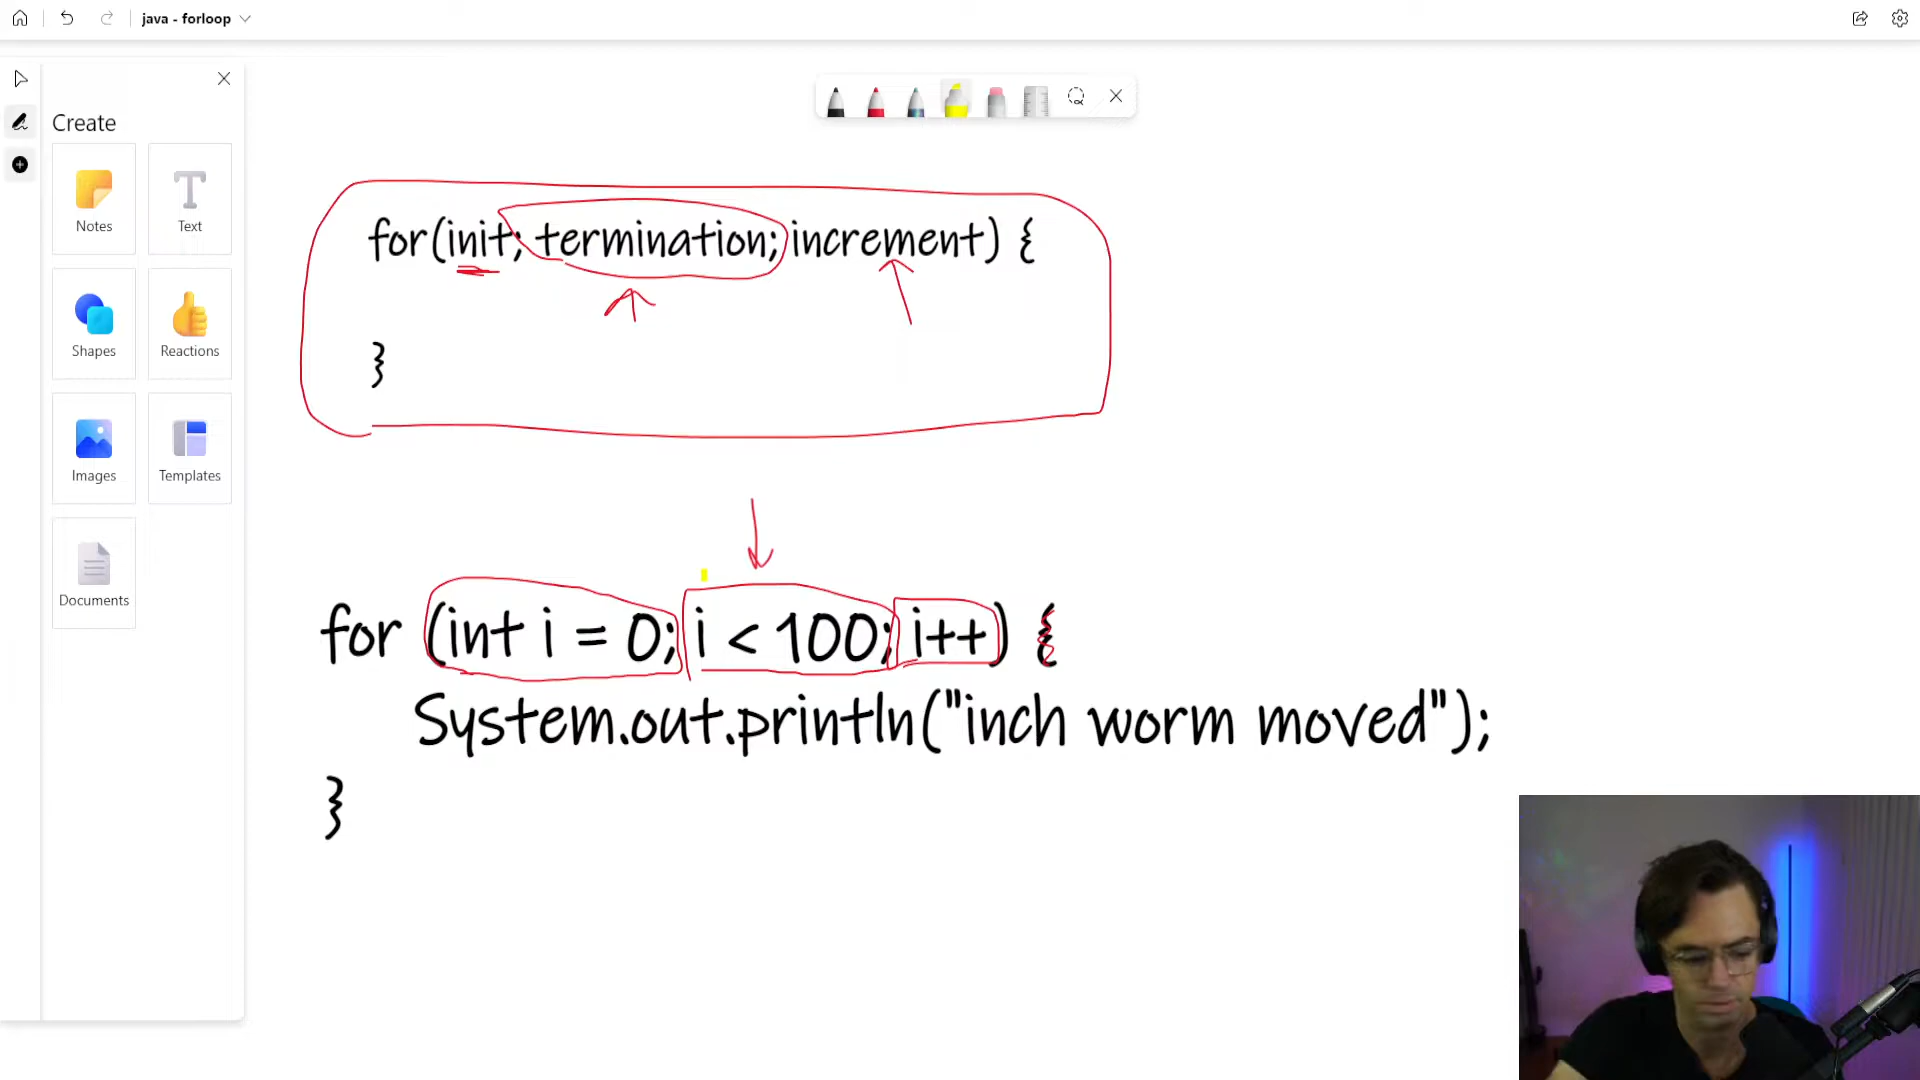 java - forloop
Create
Notes
Text
Shapes
Reactions
Images
Templates
Documents
for(init; termination; increment) {
}
for (int i = 0; i < 100; i++) {
System.out.println("inch worm moved");
}